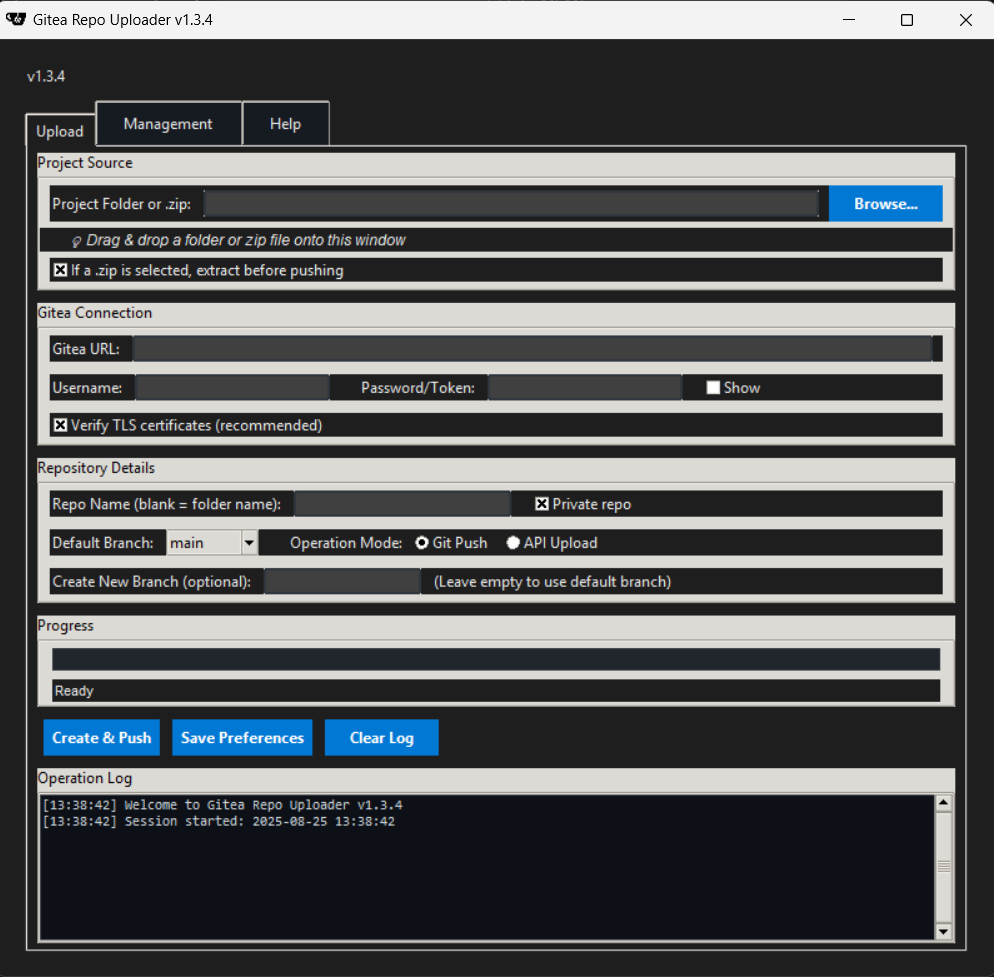 Gitea Repo Uploader v1.3.4
v1.3.4
Upload Management Help
Project Source
Project Folder or .zip: Browse...
Drag & drop a folder or zip file onto this window
If a .zip is selected, extract before pushing
Gitea Connection
Gitea URL:
Username: Password/Token: Show
Verify TLS certificates (recommended)
Repository Details
Repo Name (blank = folder name): Private repo
Default Branch: main Operation Mode: Git Push API Upload
Create New Branch (optional): (Leave empty to use default branch)
Progress
Ready
Create & Push Save Preferences Clear Log
Operation Log
[13:38:42] Welcome to Gitea Repo Uploader v1.3.4
[13:38:42] Session started: 2025-08-25 13:38:42